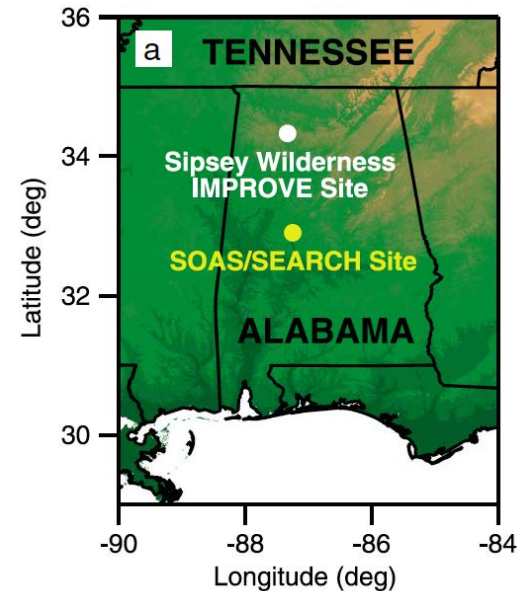 36
a
TENNESSEE
34
Sipsey Wilderness
IMPROVE Site
SOAS/SEARCH Site
Latitude (deg)
32
ALABAMA
30
-90
-88
-86
-84
Longitude (deg)